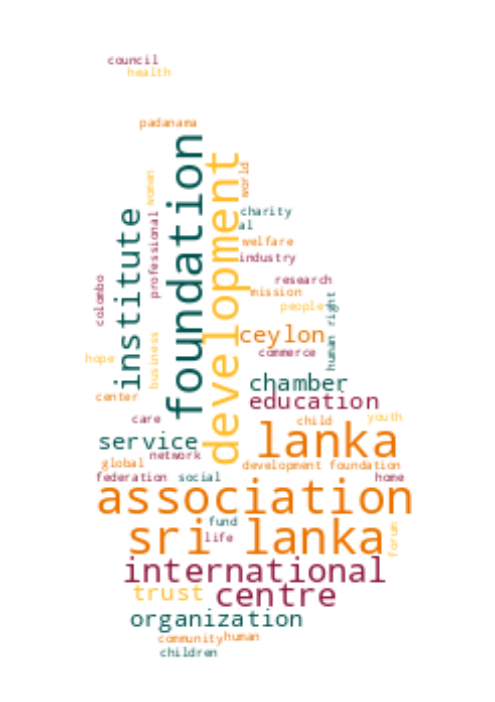 council
health
padanama
foundation
development
world
women
professional
institute
charity
al
welfare
industry
colombo
research
mission
people
human right
ceylon
commerce
business
hope
chamber
center
education
care
child
youth
service
lanka
network
global
development foundation
federation
social
home
association
fund
forum
sri lanka
life
international
trust
centre
organization
community
human
children